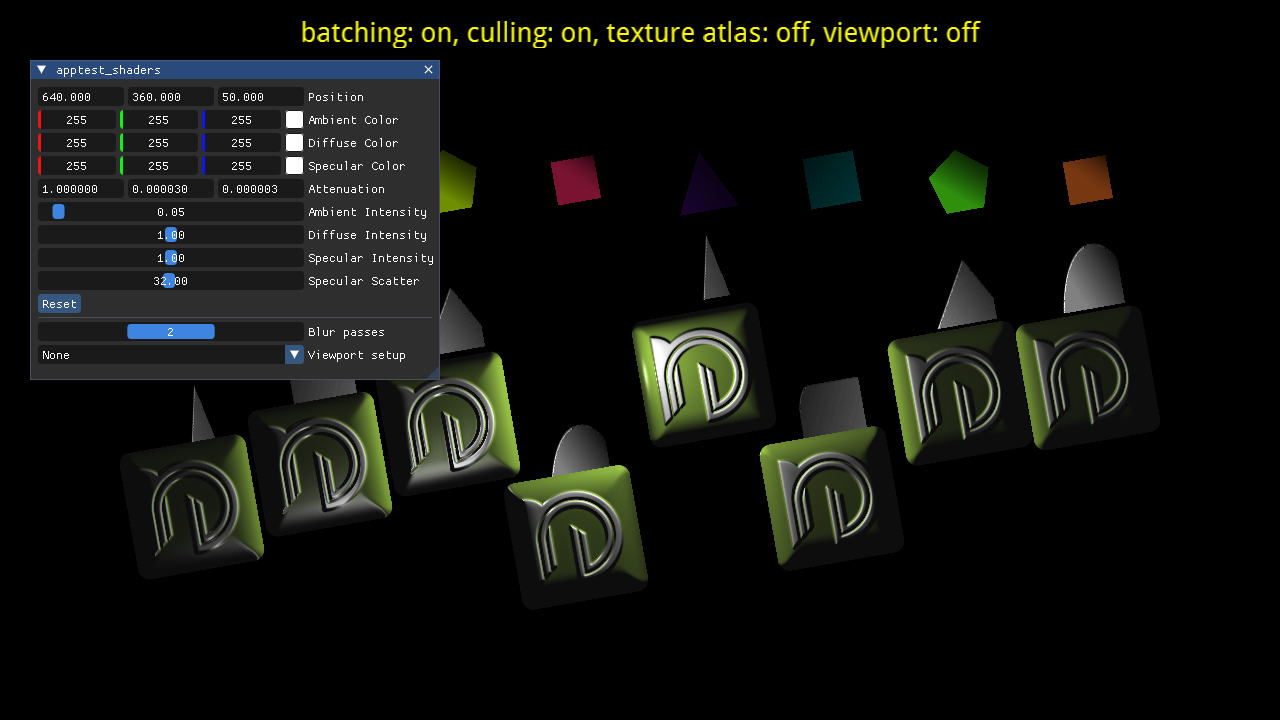 batching: on, culling: on, texture atlas: off, viewport: off
apptest_shaders
640.000 360.000 50.000 Position
255 255 255 Ambient Color
255 255 255 Diffuse Color
255 255 255 Specular Color
1.000000 0.000030 0.000003 Attenuation
0.05 Ambient Intensity
1.00 Diffuse Intensity
1.00 Specular Intensity
32.00 Specular Scatter
Reset
2 Blur passes
None Viewport setup